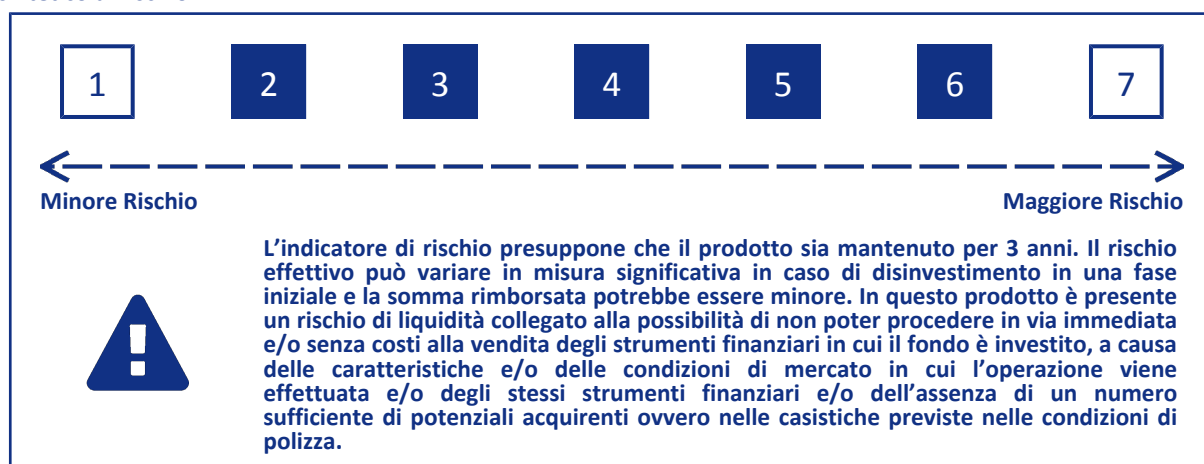 1 2 3 4 5 6 7
Minore Rischio Maggiore Rischio
L'indicatore di rischio presuppone che il prodotto sia mantenuto per 3 anni. Il rischio
effettivo può variare in misura significativa in caso di disinvestimento in una fase
iniziale e la somma rimborsata potrebbe essere minore. In questo prodotto è presente
un rischio di liquidità collegato alla possibilità di non poter procedere in via immediata
e/o senza costi alla vendita degli strumenti finanziari in cui il fondo è investito, a causa
delle caratteristiche e/o delle condizioni di mercato in cui l'operazione viene
effettuata e/o degli stessi strumenti finanziari e/o dell'assenza di un numero
sufficiente di potenziali acquirenti ovvero nelle casistiche previste nelle condizioni di
polizza.